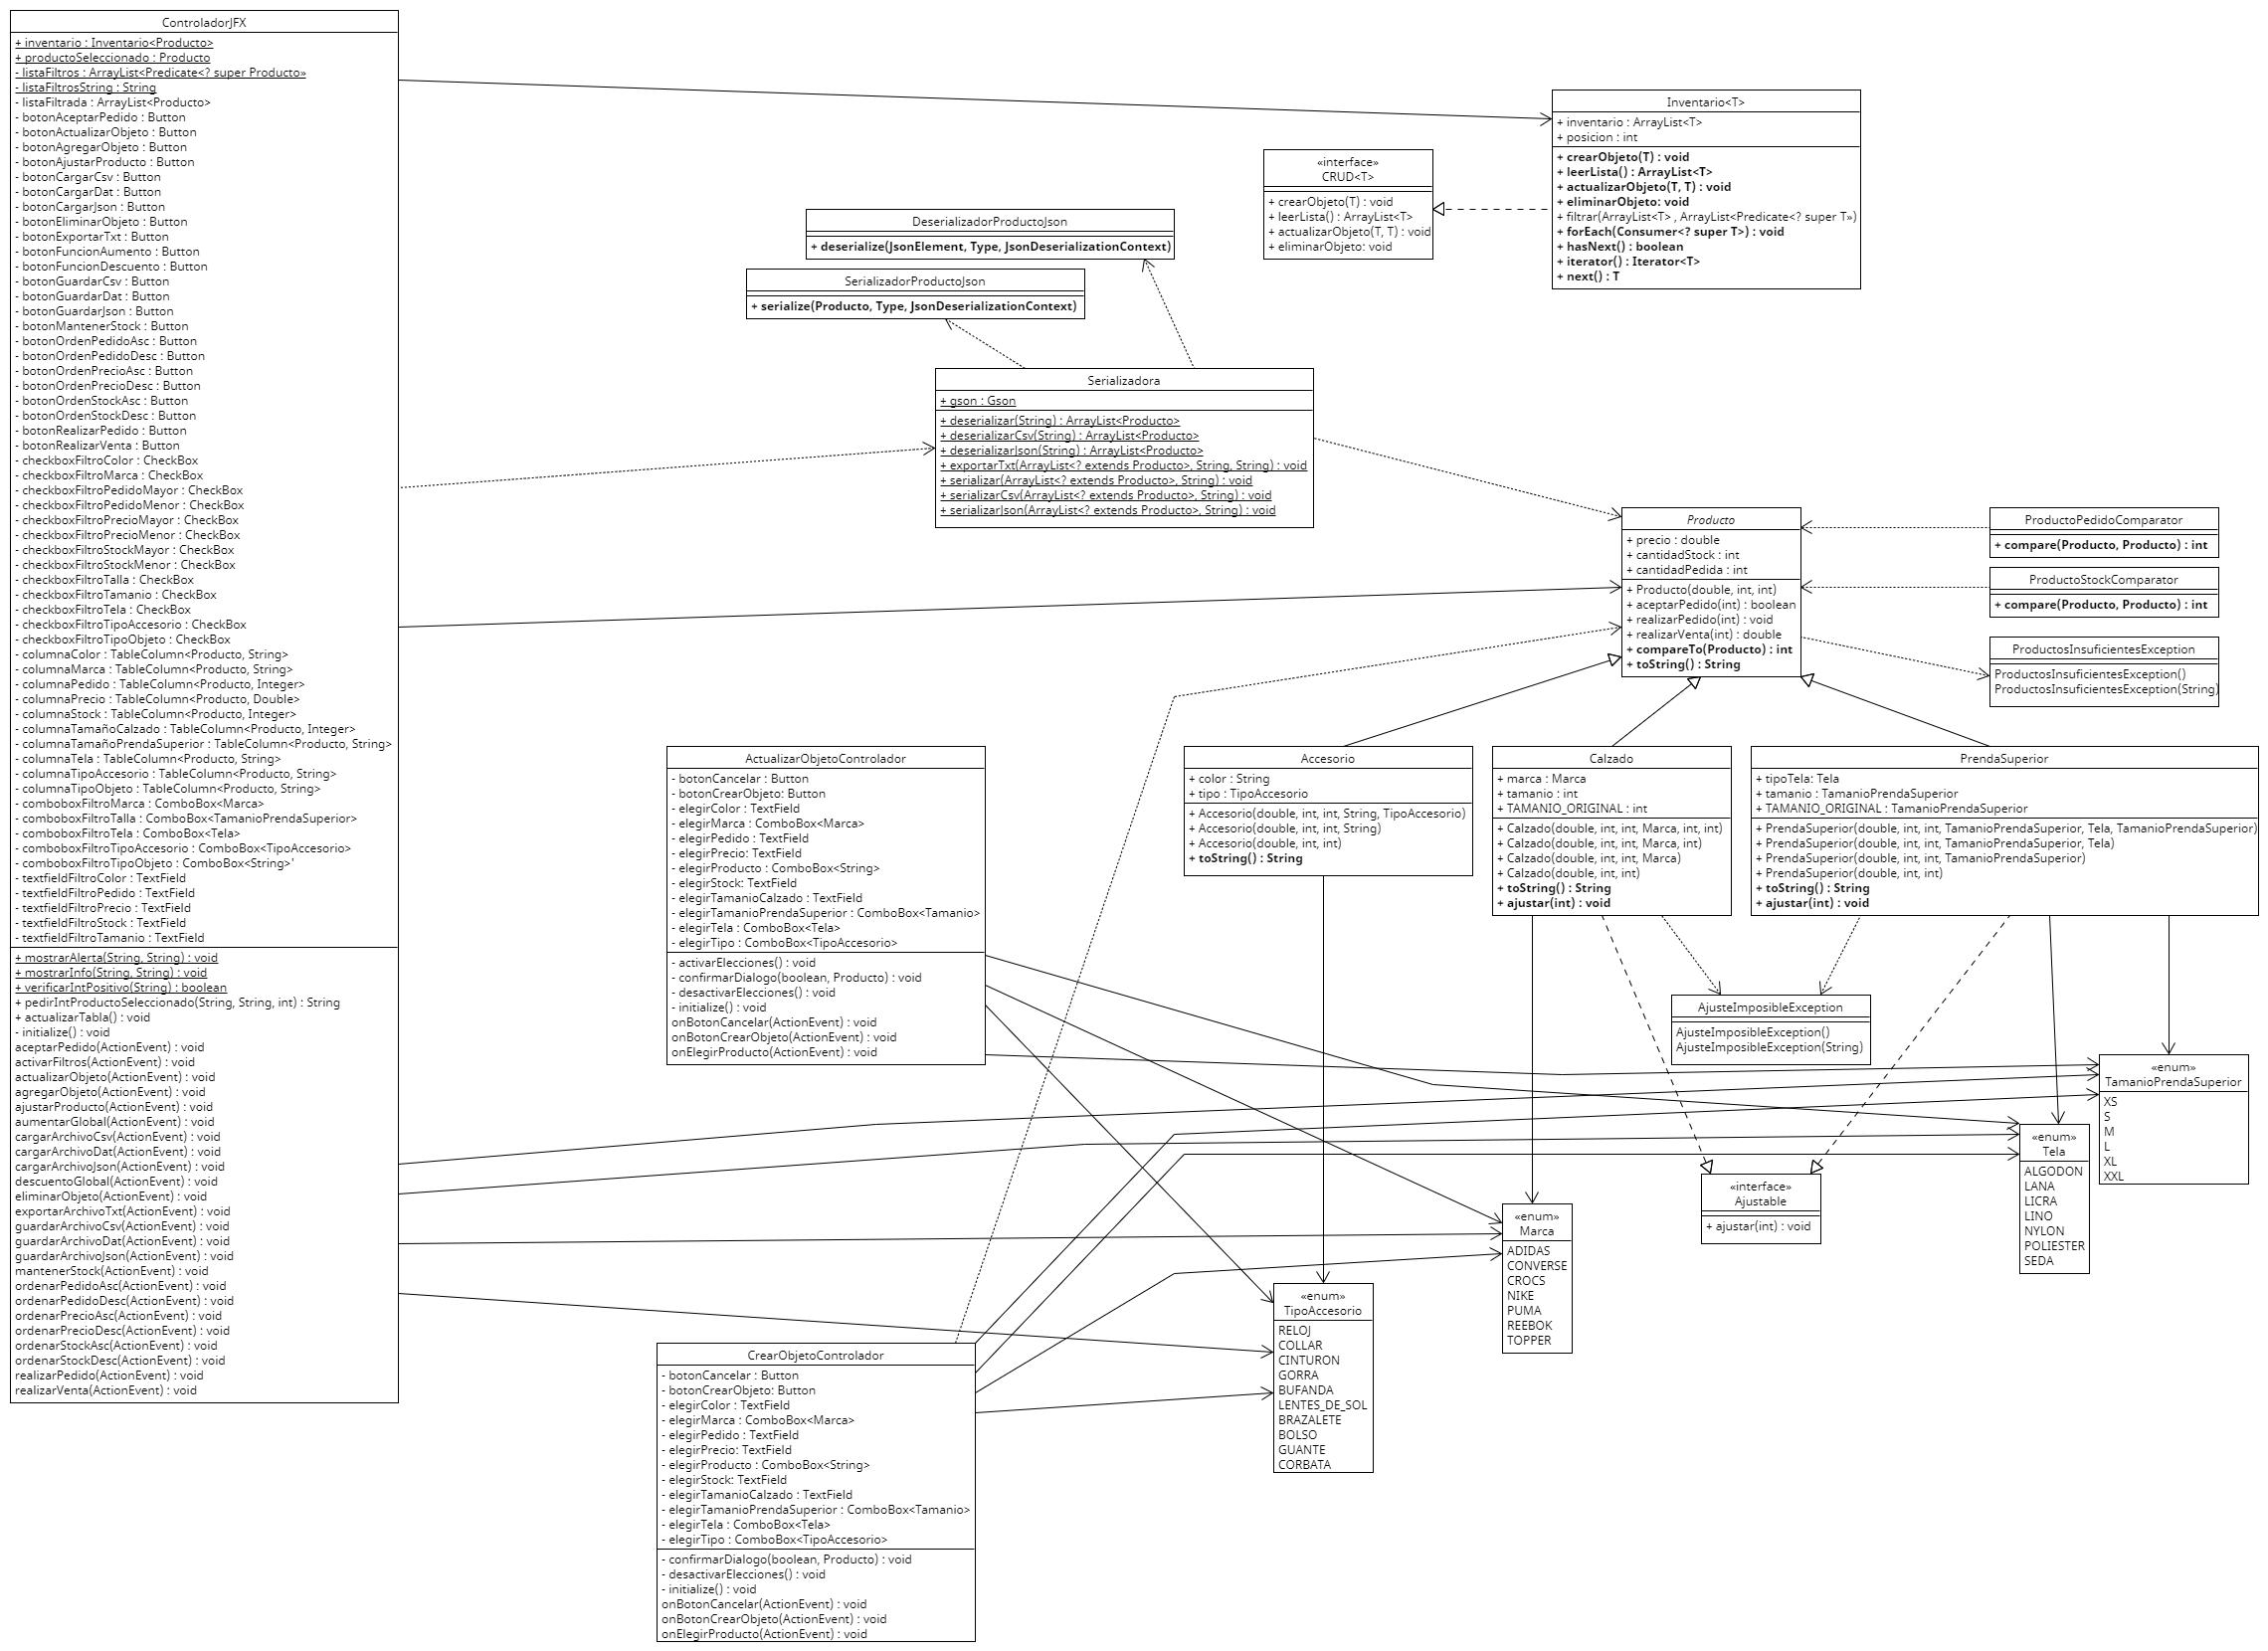 ControladorJFX
+ inventario : Inventario<Producto>
+ productoSeleccionado : Producto
- listaFiltros : ArrayList<Predicate<? super Producto»
- listaFiltrosString : String
- listaFiltrada : ArrayList<Producto>
- botonAceptarPedido : Button
- botonActualizarObjeto : Button
- botonAgregarObjeto : Button
- botonAjustarProducto : Button
- botonCargarCsv : Button
- botonCargarDat : Button
- botonCargarJson : Button
- botonEliminarObjeto : Button
- botonExportarTxt : Button
- botonFuncionAumento : Button
- botonFuncionDescuento : Button
- botonGuardarCsv : Button
- botonGuardarDat : Button
- botonGuardarJson : Button
- botonMantenerStock : Button
- botonOrdenPedidoAsc : Button
- botonOrdenPedidoDesc : Button
- botonOrdenPrecioAsc : Button
- botonOrdenPrecioDesc : Button
- botonOrdenStockAsc : Button
- botonOrdenStockDesc : Button
- botonRealizarPedido : Button
- botonRealizarVenta : Button
- checkboxFiltroColor : CheckBox
- checkboxFiltroMarca : CheckBox
- checkboxFiltroPedidoMayor : CheckBox
- checkboxFiltroPedidoMenor : CheckBox
- checkboxFiltroPrecioMayor : CheckBox
- checkboxFiltroPrecioMenor : CheckBox
- checkboxFiltroStockMayor : CheckBox
- checkboxFiltroStockMenor : CheckBox
- checkboxFiltroTalla : CheckBox
- checkboxFiltroTamanio : CheckBox
- checkboxFiltroTela : CheckBox
- checkboxFiltroTipoAccesorio : CheckBox
- checkboxFiltroTipoObjeto : CheckBox
- columnaColor : TableColumn<Producto, String>
- columnaMarca : TableColumn<Producto, String>
- columnaPedido : TableColumn<Producto, Integer>
- columnaPrecio : TableColumn<Producto, Double>
- columnaStock : TableColumn<Producto, Integer>
- columnaTamañoCalzado : TableColumn<Producto, Integer>
- columnaTamañoPrendaSuperior : TableColumn<Producto, String>
- columnaTela : TableColumn<Producto, String>
- columnaTipoAccesorio : TableColumn<Producto, String>
- columnaTipoObjeto : TableColumn<Producto, String>
- comboboxFiltroMarca : ComboBox<Marca>
- comboboxFiltroTalla : ComboBox<TamanioPrendaSuperior>
- comboboxFiltroTela : ComboBox<Tela>
- comboboxFiltroTipoAccesorio : ComboBox<TipoAccesorio>
- comboboxFiltroTipoObjeto : ComboBox<String>'
- textfieldFiltroColor : TextField
- textfieldFiltroPedido : TextField
- textfieldFiltroPrecio : TextField
- textfieldFiltroStock : TextField
- textfieldFiltroTamanio : TextField
+ mostrarAlerta(String, String) : void
+ mostrarInfo(String, String) : void
+ verificarIntPositivo(String) : boolean
+ pedirIntProductoSeleccionado(String, String, int) : String
+ actualizarTabla() : void
- initialize() : void
aceptarPedido(ActionEvent) : void
activarFiltros(ActionEvent) : void
actualizarObjeto(ActionEvent) : void
agregarObjeto(ActionEvent) : void
ajustarProducto(ActionEvent) : void
aumentarGlobal(ActionEvent) : void
cargarArchivoCsv(ActionEvent) : void
cargarArchivoDat(ActionEvent) : void
cargarArchivoJson(ActionEvent) : void
descuentoGlobal(ActionEvent) : void
eliminarObjeto(ActionEvent) : void
exportarArchivoTxt(ActionEvent) : void
guardarArchivoCsv(ActionEvent) : void
guardarArchivoDat(ActionEvent) : void
guardarArchivoJson(ActionEvent) : void
mantenerStock(ActionEvent) : void
ordenarPedidoAsc(ActionEvent) : void
ordenarPedidoDesc(ActionEvent) : void
ordenarPrecioAsc(ActionEvent) : void
ordenarPrecioDesc(ActionEvent) : void
ordenarStockAsc(ActionEvent) : void
ordenarStockDesc(ActionEvent) : void
realizarPedido(ActionEvent) : void
realizarVenta(ActionEvent) : void
Inventario<T>
+ inventario : ArrayList<T>
+ posicion : int
+ crearObjeto(T) : void
+ leerLista() : ArrayList<T>
+ actualizarObjeto(T, T) : void
+ eliminarObjeto: void
+ filtrar(ArrayList<T> , ArrayList<Predicate<? super T»)
+ forEach(Consumer<? super T>) : void
+ hasNext() : boolean
+ iterator() : Iterator<T>
+ next() : T
«interface»
CRUD<T>
+ crearObjeto(T) : void
+ leerLista() : ArrayList<T>
+ actualizarObjeto(T, T) : void
+ eliminarObjeto: void
DeserializadorProductoJson
+ deserialize(JsonElement, Type, JsonDeserializationContext)
SerializadorProductoJson
+ serialize(Producto, Type, JsonDeserializationContext)
Serializadora
+ gson : Gson
+ deserializar(String) : ArrayList<Producto>
+ deserializarCsv(String) : ArrayList<Producto>
+ deserializarJson(String) : ArrayList<Producto>
+ exportarTxt(ArrayList<? extends Producto>, String, String) : void
+ serializar(ArrayList<? extends Producto>, String) : void
+ serializarCsv(ArrayList<? extends Producto>, String) : void
+ serializarJson(ArrayList<? extends Producto>, String) : void
Producto
+ precio : double
+ cantidadStock : int
+ cantidadPedida : int
+ Producto(double, int, int)
+ aceptarPedido(int) : boolean
+ realizarPedido(int) : void
+ realizarVenta(int) : double
+ compareTo(Producto) : int
+ toString() : String
ProductoPedidoComparator
+ compare(Producto, Producto) : int
ProductoStockComparator
+ compare(Producto, Producto) : int
ProductosInsuficientesException
ProductosInsuficientesException()
ProductosInsuficientesException(String)
ActualizarObjetoControlador
- botonCancelar : Button
- botonCrearObjeto: Button
- elegirColor : TextField
- elegirMarca : ComboBox<Marca>
- elegirPedido : TextField
- elegirPrecio: TextField
- elegirProducto : ComboBox<String>
- elegirStock: TextField
- elegirTamanioCalzado : TextField
- elegirTamanioPrendaSuperior : ComboBox<Tamanio>
- elegirTela : ComboBox<Tela>
- elegirTipo : ComboBox<TipoAccesorio>
- activarElecciones() : void
- confirmarDialogo(boolean, Producto) : void
- desactivarElecciones() : void
- initialize() : void
onBotonCancelar(ActionEvent) : void
onBotonCrearObjeto(ActionEvent) : void
onElegirProducto(ActionEvent) : void
Accesorio
+ color : String
+ tipo : TipoAccesorio
+ Accesorio(double, int, int, String, TipoAccesorio)
+ Accesorio(double, int, int, String)
+ Accesorio(double, int, int)
+ toString() : String
Calzado
+ marca : Marca
+ tamanio : int
+ TAMANIO_ORIGINAL : int
+ Calzado(double, int, int, Marca, int, int)
+ Calzado(double, int, int, Marca, int)
+ Calzado(double, int, int, Marca)
+ Calzado(double, int, int)
+ toString() : String
+ ajustar(int) : void
PrendaSuperior
+ tipoTela: Tela
+ tamanio : TamanioPrendaSuperior
+ TAMANIO_ORIGINAL : TamanioPrendaSuperior
+ PrendaSuperior(double, int, int, TamanioPrendaSuperior, Tela, TamanioPrendaSuperior)
+ PrendaSuperior(double, int, int, TamanioPrendaSuperior, Tela)
+ PrendaSuperior(double, int, int, TamanioPrendaSuperior)
+ PrendaSuperior(double, int, int)
+ toString() : String
+ ajustar(int) : void
AjusteImposibleException
AjusteImposibleException()
AjusteImposibleException(String)
«enum»
TamanioPrendaSuperior
XS
S
M
L
XL
XXL
«enum»
Tela
ALGODON
LANA
LICRA
LINO
NYLON
POLIESTER
SEDA
«interface»
Ajustable
+ ajustar(int) : void
«enum»
Marca
ADIDAS
CONVERSE
CROCS
NIKE
PUMA
REEBOK
TOPPER
«enum»
TipoAccesorio
RELOJ
COLLAR
CINTURON
GORRA
BUFANDA
LENTES_DE_SOL
BRAZALETE
BOLSO
GUANTE
CORBATA
CrearObjetoControlador
- botonCancelar : Button
- botonCrearObjeto: Button
- elegirColor : TextField
- elegirMarca : ComboBox<Marca>
- elegirPedido : TextField
- elegirPrecio: TextField
- elegirProducto : ComboBox<String>
- elegirStock: TextField
- elegirTamanioCalzado : TextField
- elegirTamanioPrendaSuperior : ComboBox<Tamanio>
- elegirTela : ComboBox<Tela>
- elegirTipo : ComboBox<TipoAccesorio>
- confirmarDialogo(boolean, Producto) : void
- desactivarElecciones() : void
- initialize() : void
onBotonCancelar(ActionEvent) : void
onBotonCrearObjeto(ActionEvent) : void
onElegirProducto(ActionEvent) : void